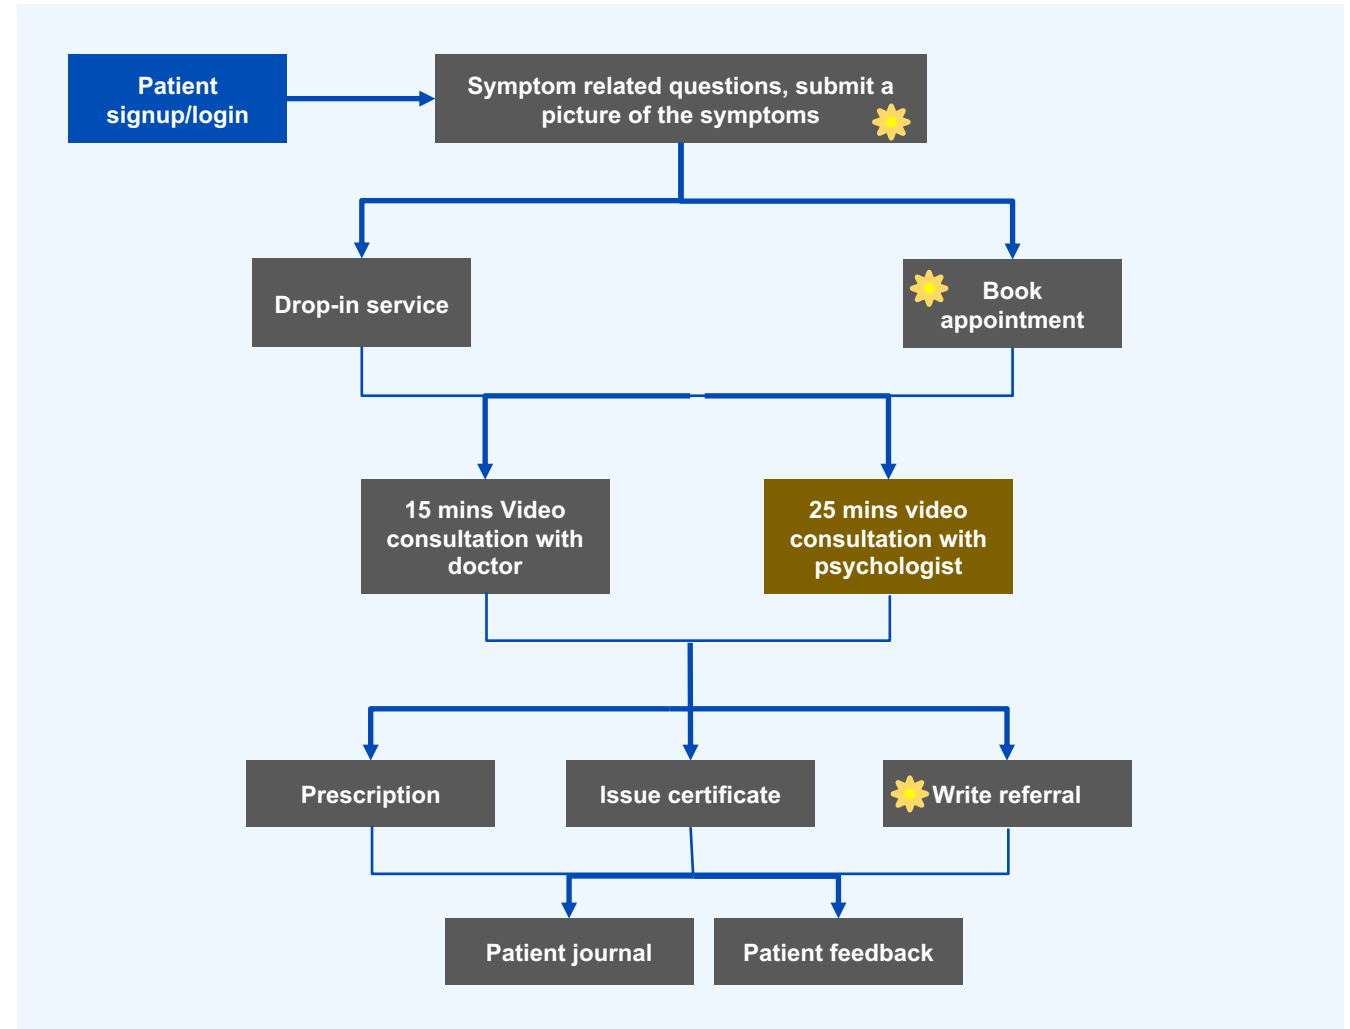 Patient
signup/login
Symptom related questions, submit a
picture of the symptoms
Drop-in service
Book
appointment
15 mins Video
consultation with
doctor
25 mins video
consultation with
psychologist
Prescription
Issue certificate
Write referral
Patient journal
Patient feedback